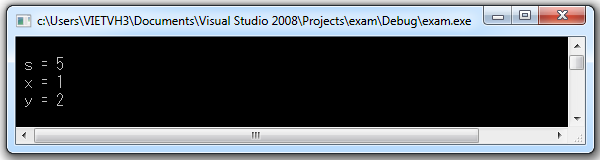 c:\Users\VIETVH3\Documents\Visual Studio 2008\Projects\exam\Debug\exam.exe
s = 5
x = 1
y = 2